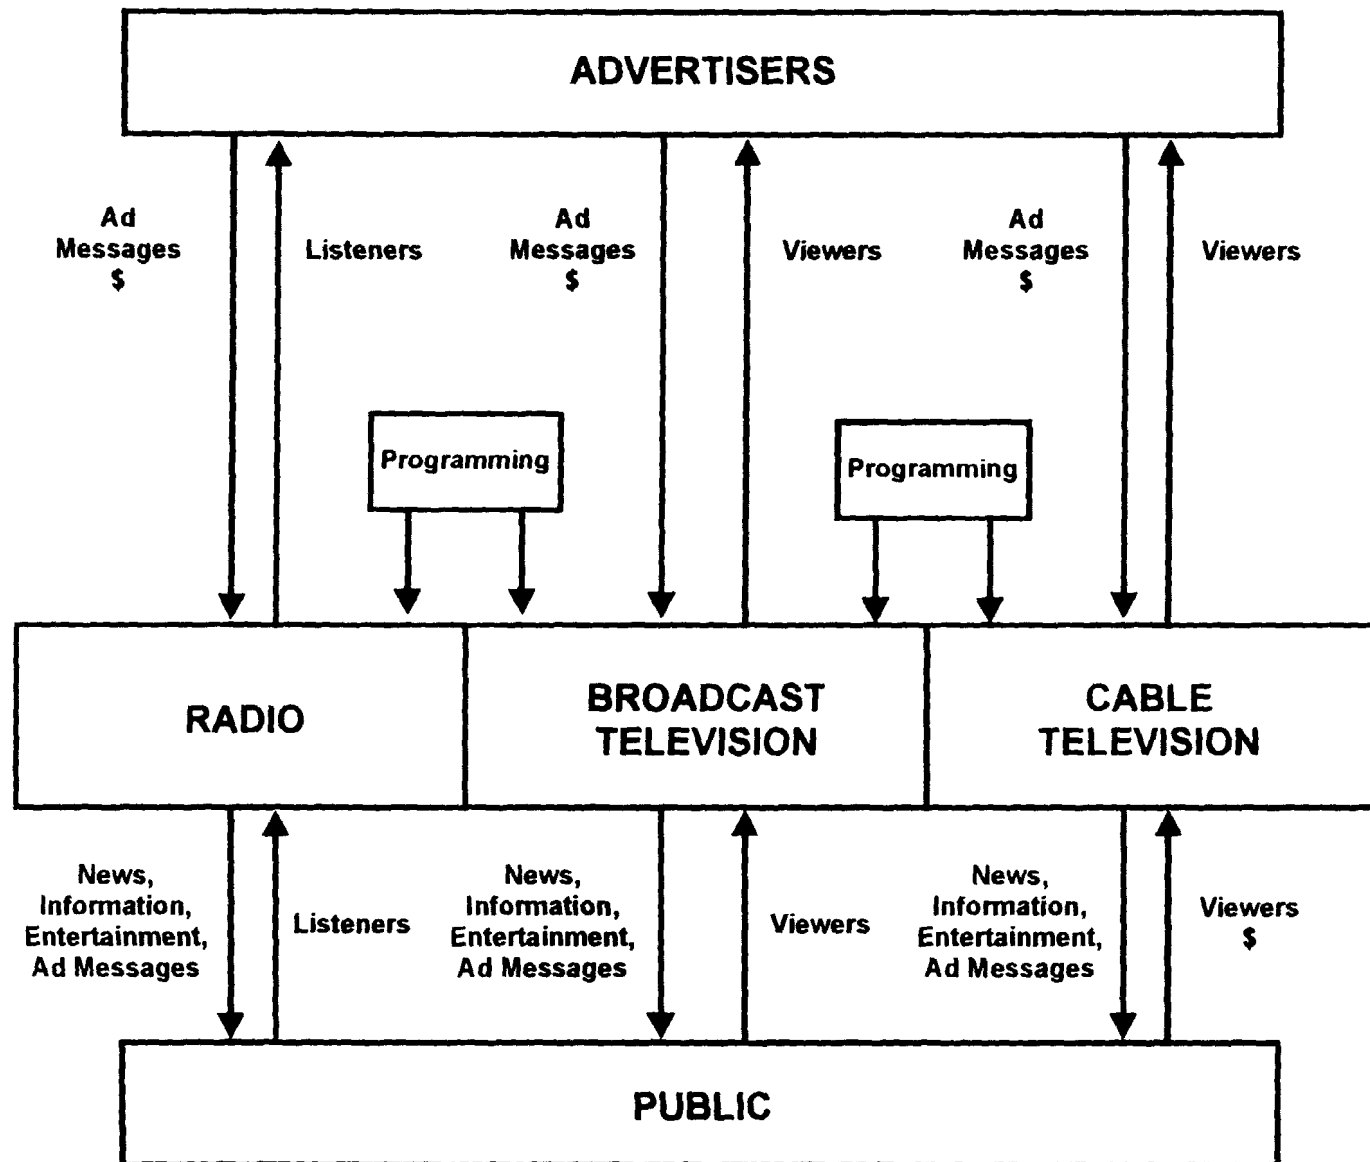 ADVERTISERS
Ad
Messages
$
Listeners
Ad
Messages
$
Viewers
Ad
Messages
$
Viewers
Programming
Programming
RADIO
BROADCAST
TELEVISION
CABLE
TELEVISION
News,
Information,
Entertainment,
Ad Messages
Listeners
News,
Information,
Entertainment,
Ad Messages
Viewers
News,
Information,
Entertainment,
Ad Messages
Viewers
$
PUBLIC